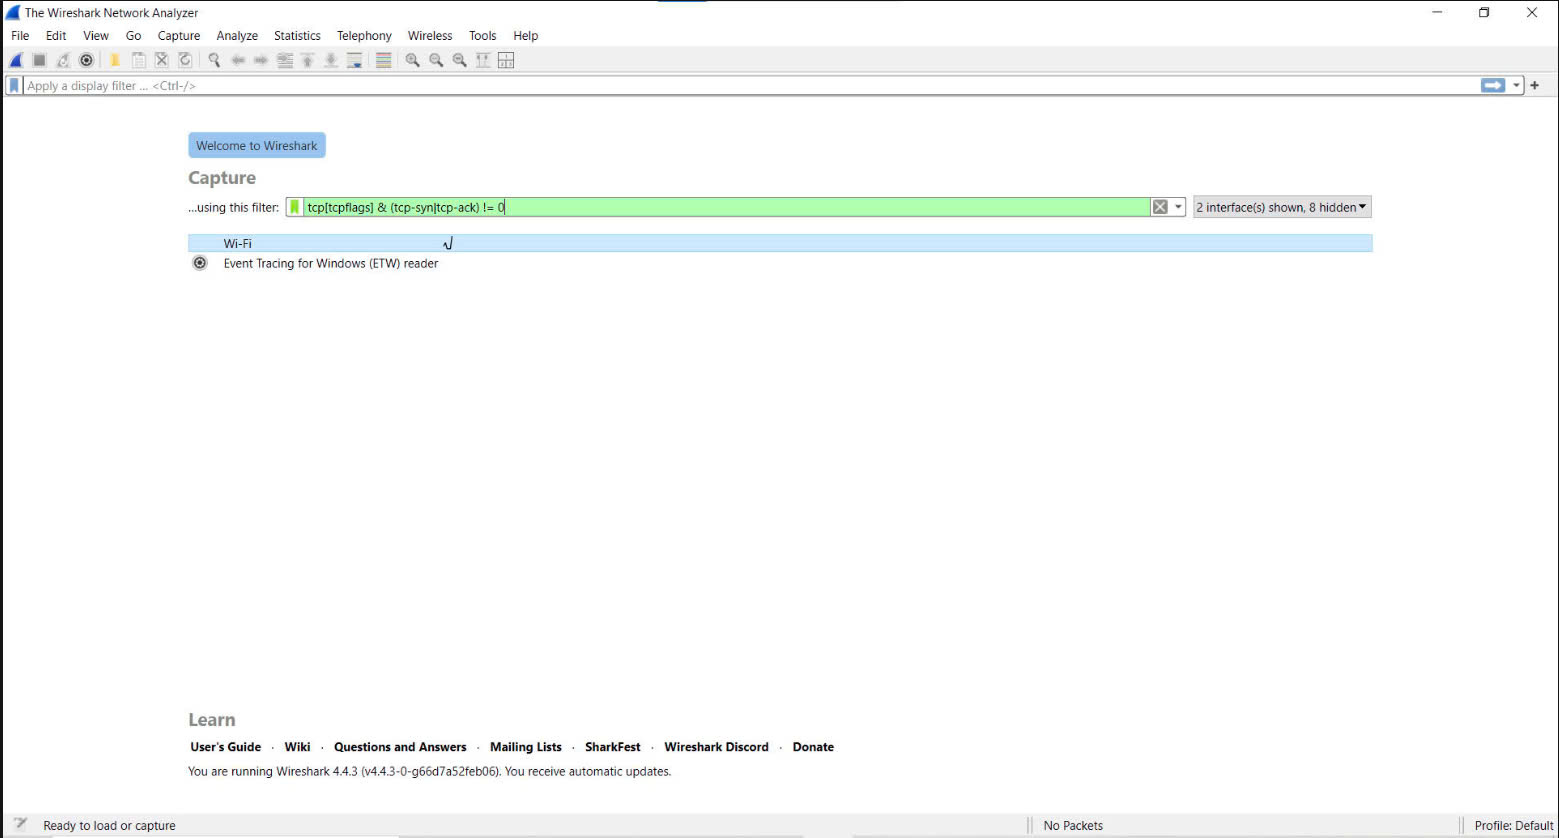 The Wireshark Network Analyzer
File Edit View Go Capture Analyze Statistics Telephony Wireless Tools Help
Apply a display filter ... <Ctrl-/>
Welcome to Wireshark
Capture
...using this filter: tcp[tcpflags] & (tcp-syn|tcp-ack) != 0 2 interface(s) shown, 8 hidden
Wi-Fi
Event Tracing for Windows (ETW) reader
Learn
User's Guide · Wiki · Questions and Answers · Mailing Lists · SharkFest · Wireshark Discord · Donate
You are running Wireshark 4.4.3 (v4.4.3-0-g66d7a52feb06). You receive automatic updates.
Ready to load or capture No Packets Profile: Default